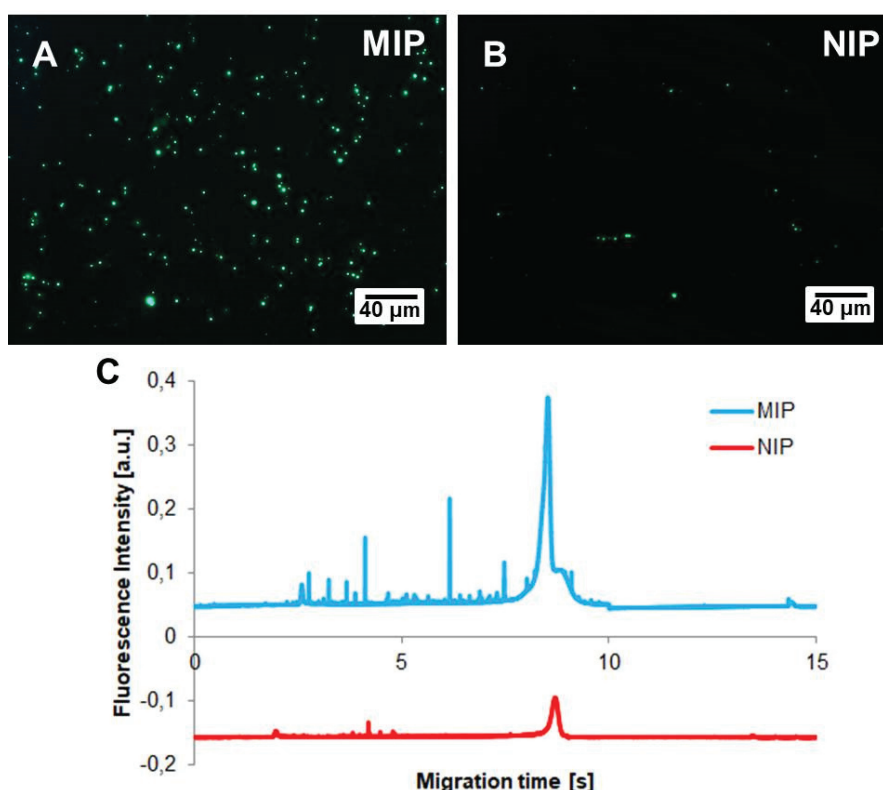 A
MIP
40 µm
B
NIP
40 µm
C
0,4
0,3
0,2
0,1
0
-0,1
-0,2
Fluorescence Intensity [a.u.]
MIP
NIP
0
5
10
15
Migration time [s]